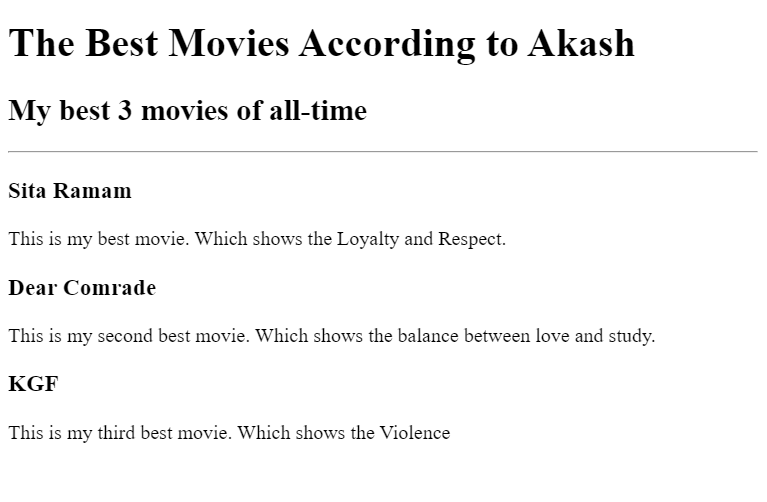 The Best Movies According to Akash
My best 3 movies of all-time
Sita Ramam
This is my best movie. Which shows the Loyalty and Respect.
Dear Comrade
This is my second best movie. Which shows the balance between love and study.
KGF
This is my third best movie. Which shows the Violence